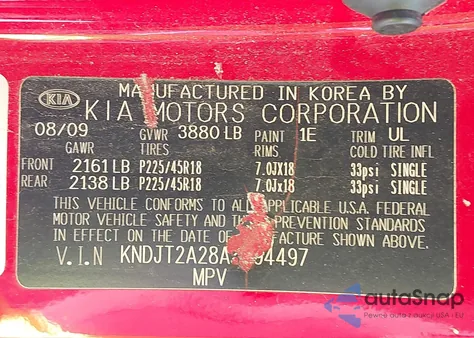 MANUFACTURED IN KOREA BY
KIA KIA MOTORS CORPORATION
08/09 GVWR 3880 LB PAINT 1E TRIM UL
GAWR TIRES RIMS COLD TIRE INFL
FRONT 2161 LB P225/45R18 7.0JX18 33psi SINGLE
REAR 2138 LB P225/45R18 7.0Jx18 33psi SINGLE
THIS VEHICLE CONFORMS TO ALL APPLICABLE U.S.A. FEDERAL
MOTOR VEHICLE SAFETY AND PREVENTION STANDARDS
IN EFFECT ON THE DATE OF MANUFACTURE SHOWN ABOVE.
V.I.N
MPV
autoSnap